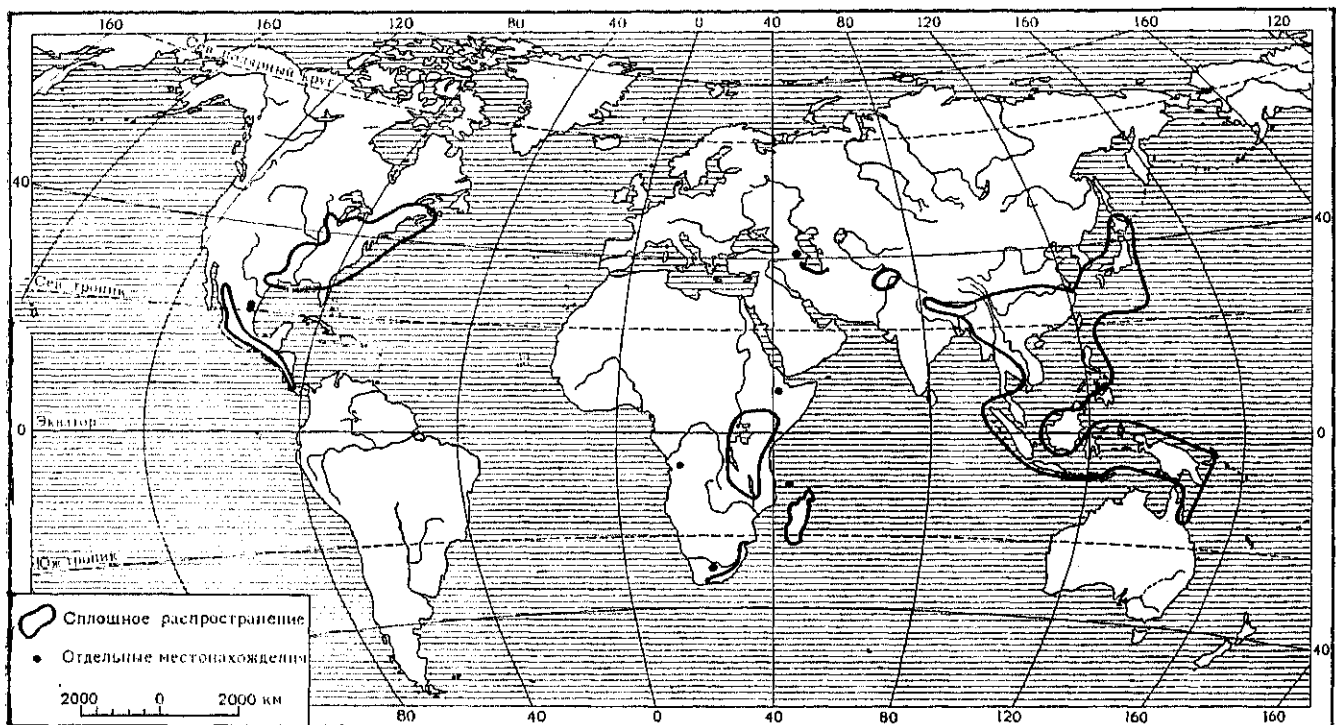 160 160 120 80 40 0 40 80 120 160 160 120
Сев. полярный круг
40 40
Сев. тропик
Экватор
0 0
Юж тропик
Сплошное распространение
Отдельные местонахождения
40
2000 0 2000 км
80 40 0 40 80 120 160 160